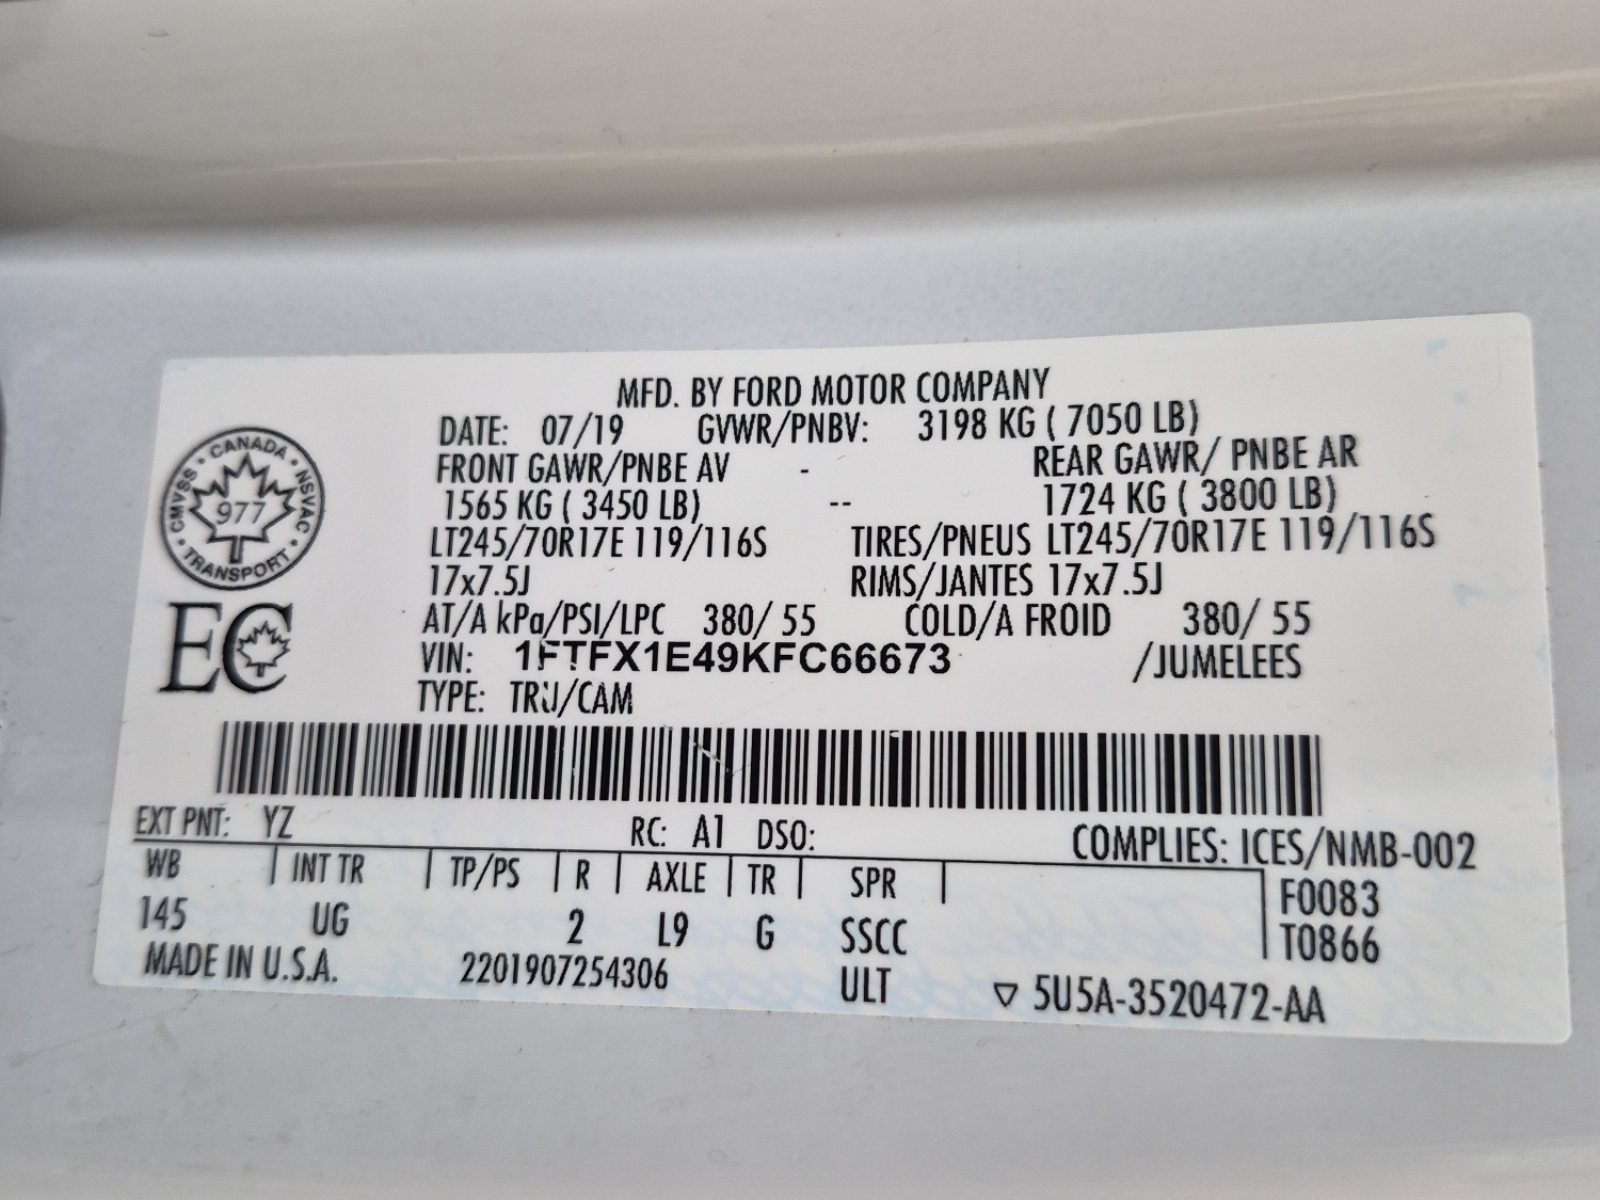 MFD. BY FORD MOTOR COMPANY
DATE: 07/19 GVWR/PNBV: 3198 KG ( 7050 LB)
FRONT GAWR/PNBE AV - REAR GAWR/ PNBE AR
1565 KG ( 3450 LB) -- 1724 KG ( 3800 LB)
LT245/70R17E 119/116S TIRES/PNEUS LT245/70R17E 119/116S
17x7.5J RIMS/JANTES 17x7.5J
AT/A kPa/PSI/LPC 380/ 55 COLD/A FROID 380/ 55
VIN: 1FTFX1E49KFC66673 /JUMELEES
TYPE: TRU/CAM
CANADA
CMVSS • NSVAC
977
TRANSPORT
EC
EXT PNT: YZ RC: A1 DSO: COMPLIES: ICES/NMB-002
WB | INT TR | TP/PS | R | AXLE | TR | SPR | F0083
145 UG 2 L9 G SSCC T0866
MADE IN U.S.A. 2201907254306 ULT ▽ 5U5A-3520472-AA